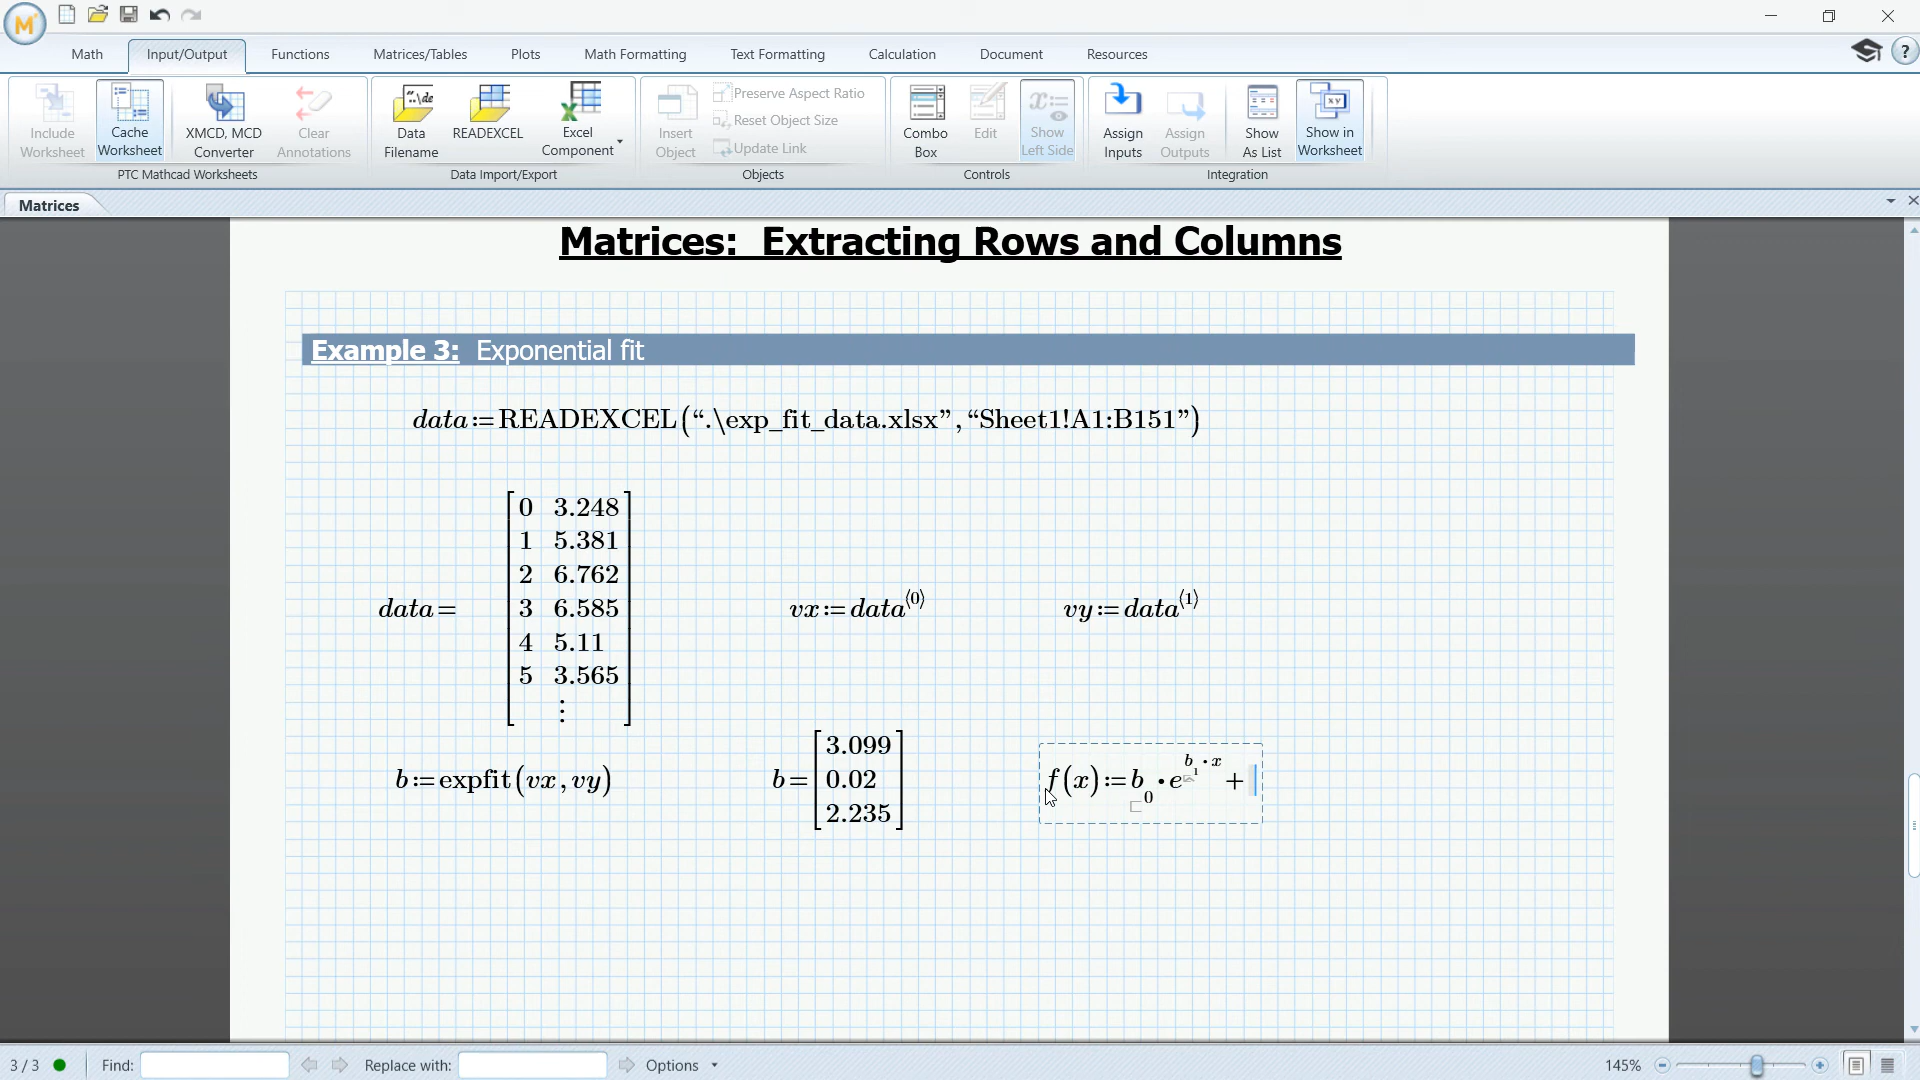 M
Math Input/Output Functions Matrices/Tables Plots Math Formatting Text Formatting Calculation Document Resources ?
Include Worksheet
Cache Worksheet
XMCD, MCD Converter
Clear Annotations
PTC Mathcad Worksheets
Data Filename
READEXCEL
Excel Component
Data Import/Export
Insert Object
Preserve Aspect Ratio
Reset Object Size
Update Link
Objects
Combo Box
Edit
Show Left Side
Controls
Assign Inputs
Assign Outputs
Show As List
Show in Worksheet
Integration
Matrices
Matrices: Extracting Rows and Columns
Example 3: Exponential fit
data:=READEXCEL(“.\exp_fit_data.xlsx”, “Sheet1!A1:B151”)
data=
0 3.248
1 5.381
2 6.762
3 6.585
4 5.11
5 3.565
⋮
vx:=data⟨0⟩
vy:=data⟨1⟩
b:=expfit(vx, vy)
b=
3.099
0.02
2.235
f(x):=b₀·e^(b₁·x)+
3 / 3 Find: Replace with: Options 145%